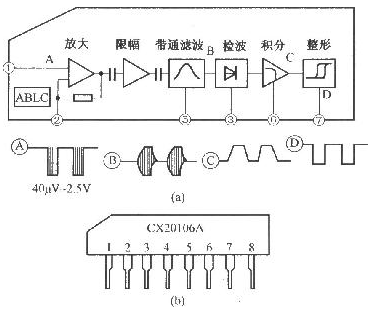 放大 限幅 带通滤波 检波 积分 整形
① A B C D
ABLC
② ⑤ ③ ⑥ ⑦
Ⓐ Ⓑ Ⓒ Ⓓ
40μV~2.5V
(a)
CX20106A
1 2 3 4 5 6 7 8
(b)